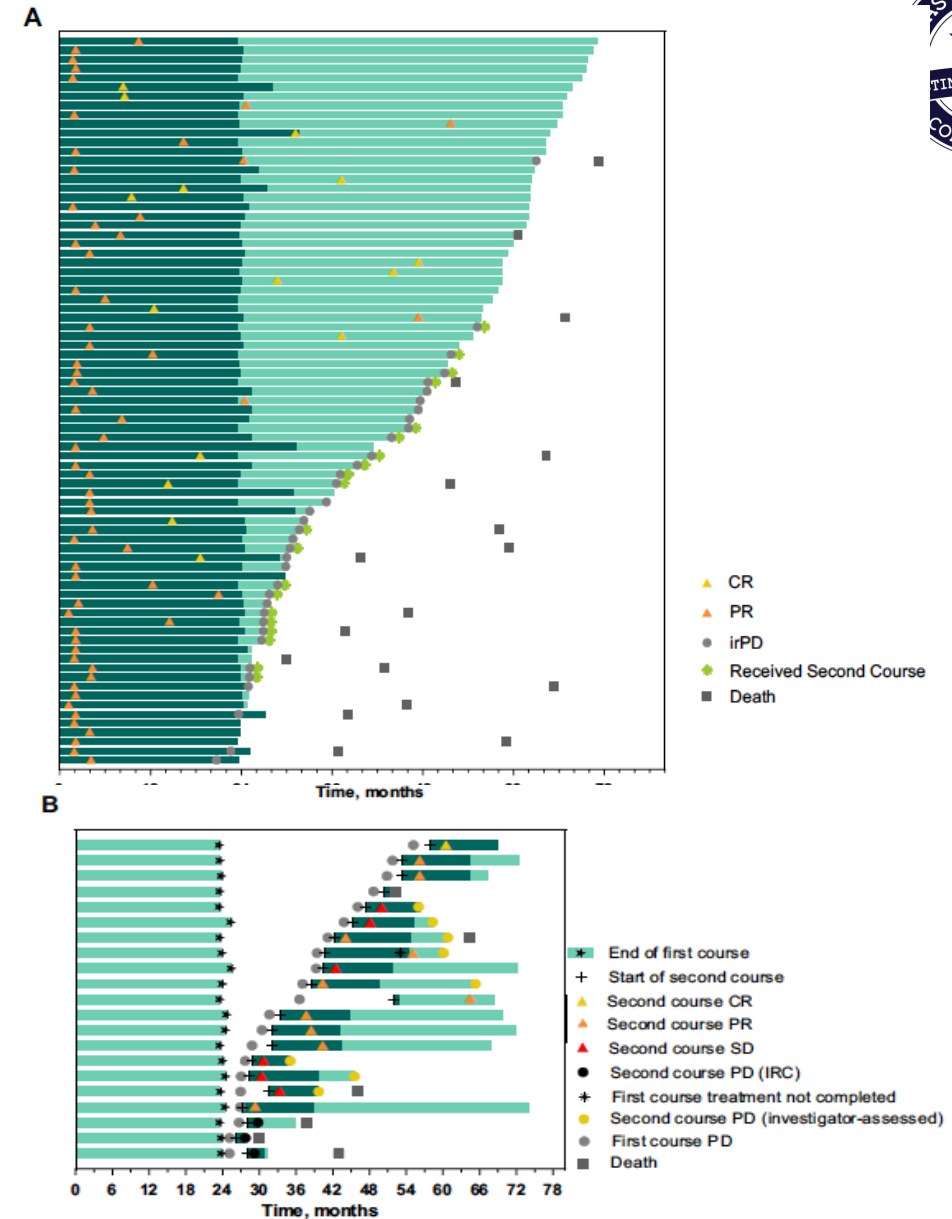 A
CR
PR
irPD
Received Second Course
Death
Time, months
B
End of first course
Start of second course
Second course CR
Second course PR
Second course SD
Second course PD (IRC)
First course treatment not completed
Second course PD (investigator-assessed)
First course PD
Death
0 6 12 18 24 30 36 42 48 54 60 66 72 78
Time, months